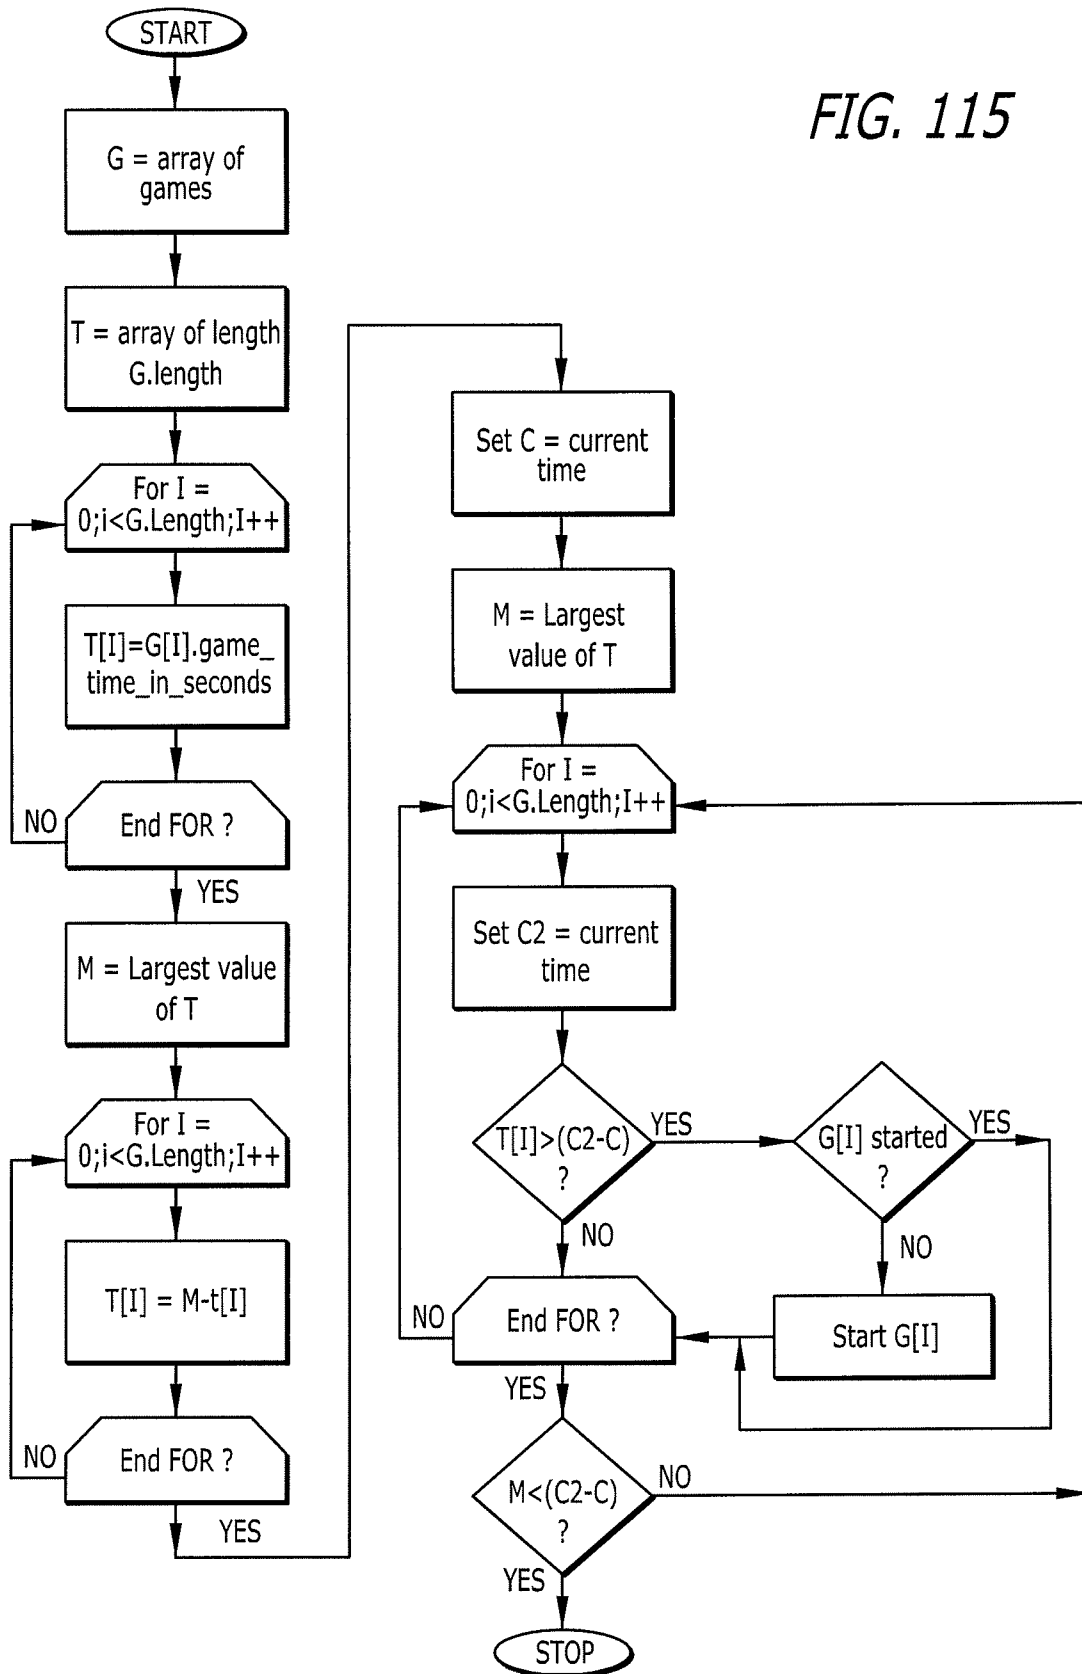 START
FIG. 115
G = array of
games
T = array of length
G.length
For I =
0;i<G.Length;I++
T[I]=G[I].game_
time_in_seconds
End FOR ?
NO
YES
M = Largest value
of T
For I =
0;i<G.Length;I++
T[I] = M-t[I]
End FOR ?
NO
YES
Set C = current
time
M = Largest
value of T
For I =
0;i<G.Length;I++
Set C2 = current
time
T[I]>(C2-C)
?
YES
NO
G[I] started
?
YES
NO
Start G[I]
End FOR ?
NO
YES
M<(C2-C)
?
NO
YES
STOP